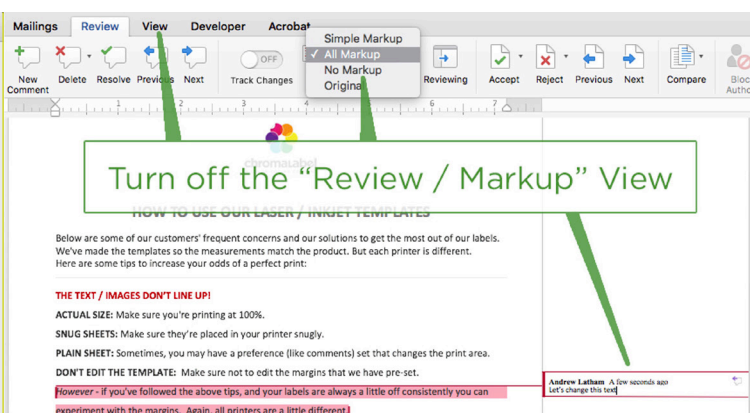 Mailings Review View Developer Acrobat
Simple Markup
All Markup
No Markup
Original
New Comment Delete Resolve Previous Next Track Changes OFF Reviewing Accept Reject Previous Next Compare
1 2 3 4 5 6 7
chromalabel
Turn off the “Review / Markup” View
HOW TO USE OUR LASER / INKJET TEMPLATES
Below are some of our customers' frequent concerns and our solutions to get the most out of our labels.
We've made the templates so the measurements match the product. But each printer is different.
Here are some tips to increase your odds of a perfect print:
THE TEXT / IMAGES DON'T LINE UP!
ACTUAL SIZE: Make sure you're printing at 100%.
SNUG SHEETS: Make sure they're placed in your printer snugly.
PLAIN SHEET: Sometimes, you may have a preference (like comments) set that changes the print area.
DON'T EDIT THE TEMPLATE: Make sure not to edit the margins that we have pre-set.
However - if you've followed the above tips, and your labels are always a little off consistently you can
experiment with the margins. Again, all printers are a little different!
Andrew Latham A few seconds ago
Let's change this text